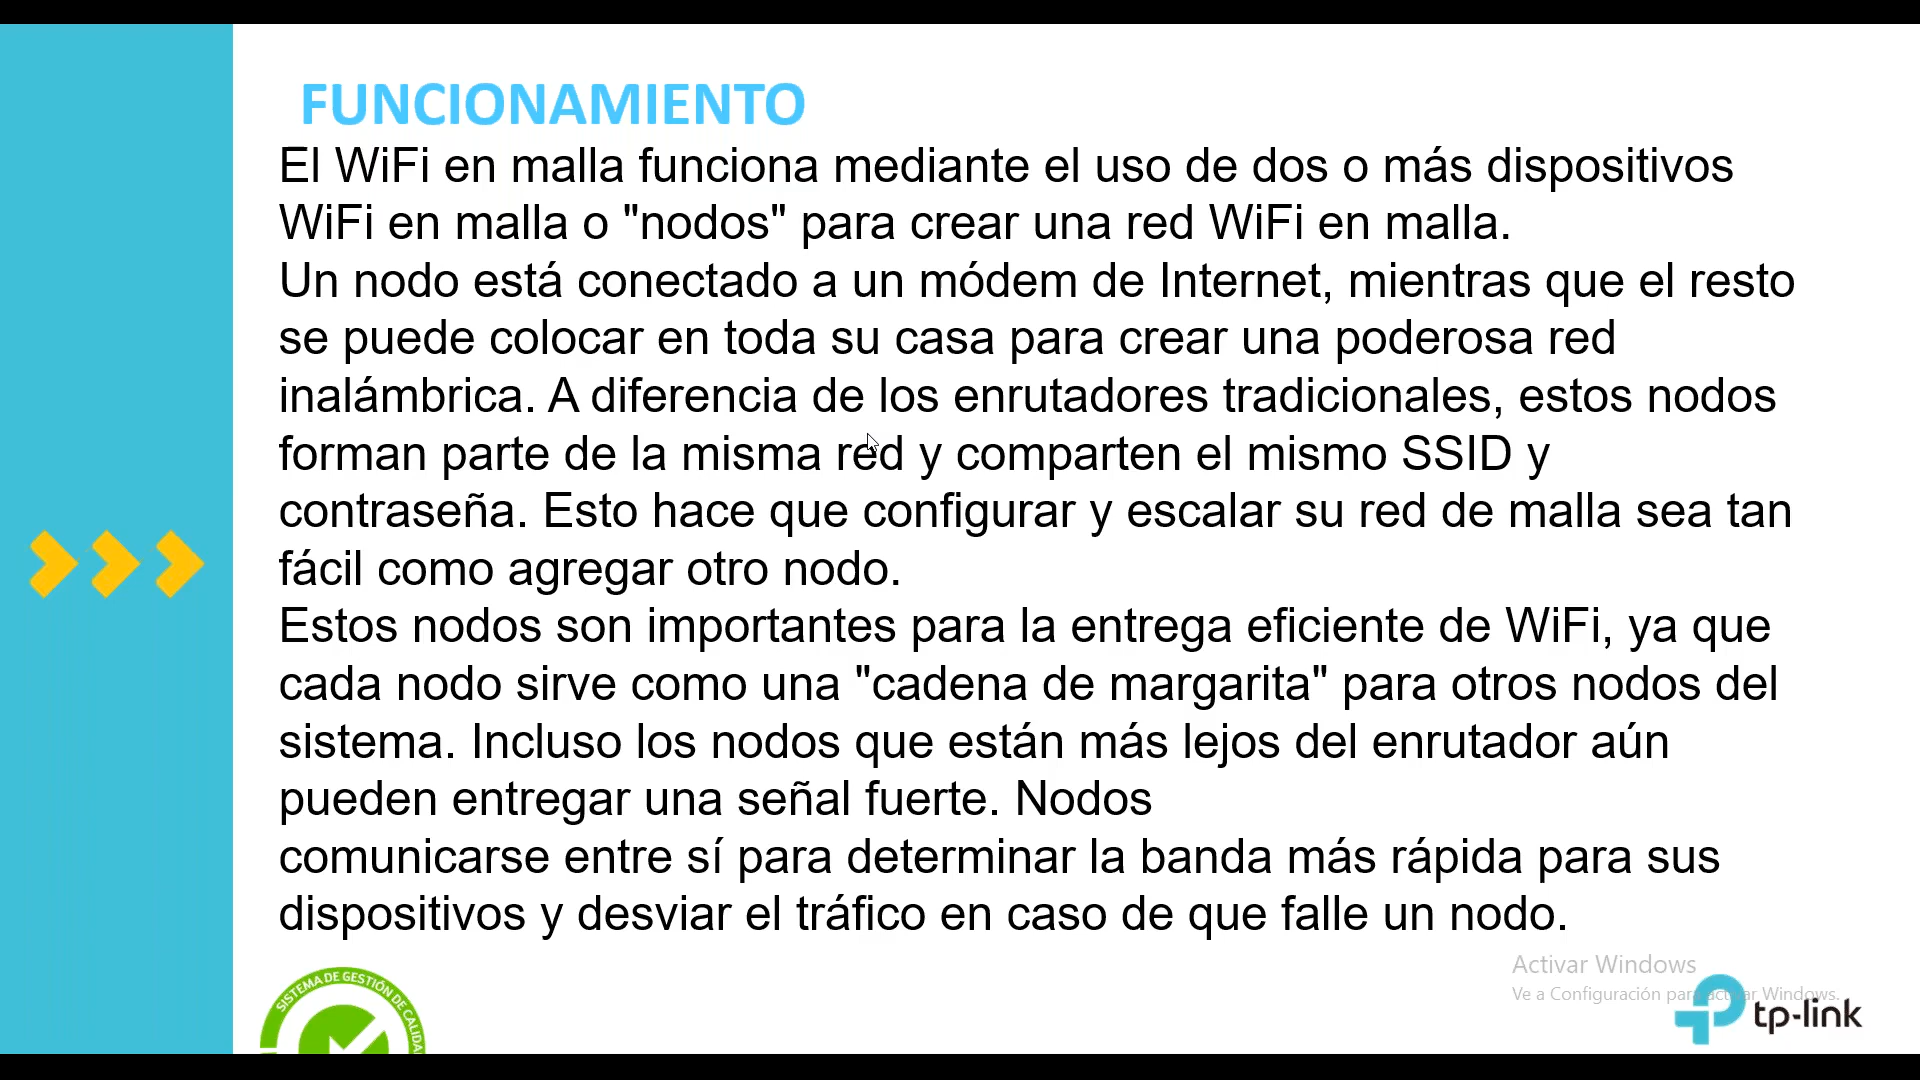 FUNCIONAMIENTO
El WiFi en malla funciona mediante el uso de dos o más dispositivos
WiFi en malla o "nodos" para crear una red WiFi en malla.
Un nodo está conectado a un módem de Internet, mientras que el resto
se puede colocar en toda su casa para crear una poderosa red
inalámbrica. A diferencia de los enrutadores tradicionales, estos nodos
forman parte de la misma red y comparten el mismo SSID y
contraseña. Esto hace que configurar y escalar su red de malla sea tan
fácil como agregar otro nodo.
Estos nodos son importantes para la entrega eficiente de WiFi, ya que
cada nodo sirve como una "cadena de margarita" para otros nodos del
sistema. Incluso los nodos que están más lejos del enrutador aún
pueden entregar una señal fuerte. Nodos
comunicarse entre sí para determinar la banda más rápida para sus
dispositivos y desviar el tráfico en caso de que falle un nodo.
SISTEMA DE GESTIÓN DE CALIDA
Activar Windows
Ve a Configuración para activar Windows.
tp-link